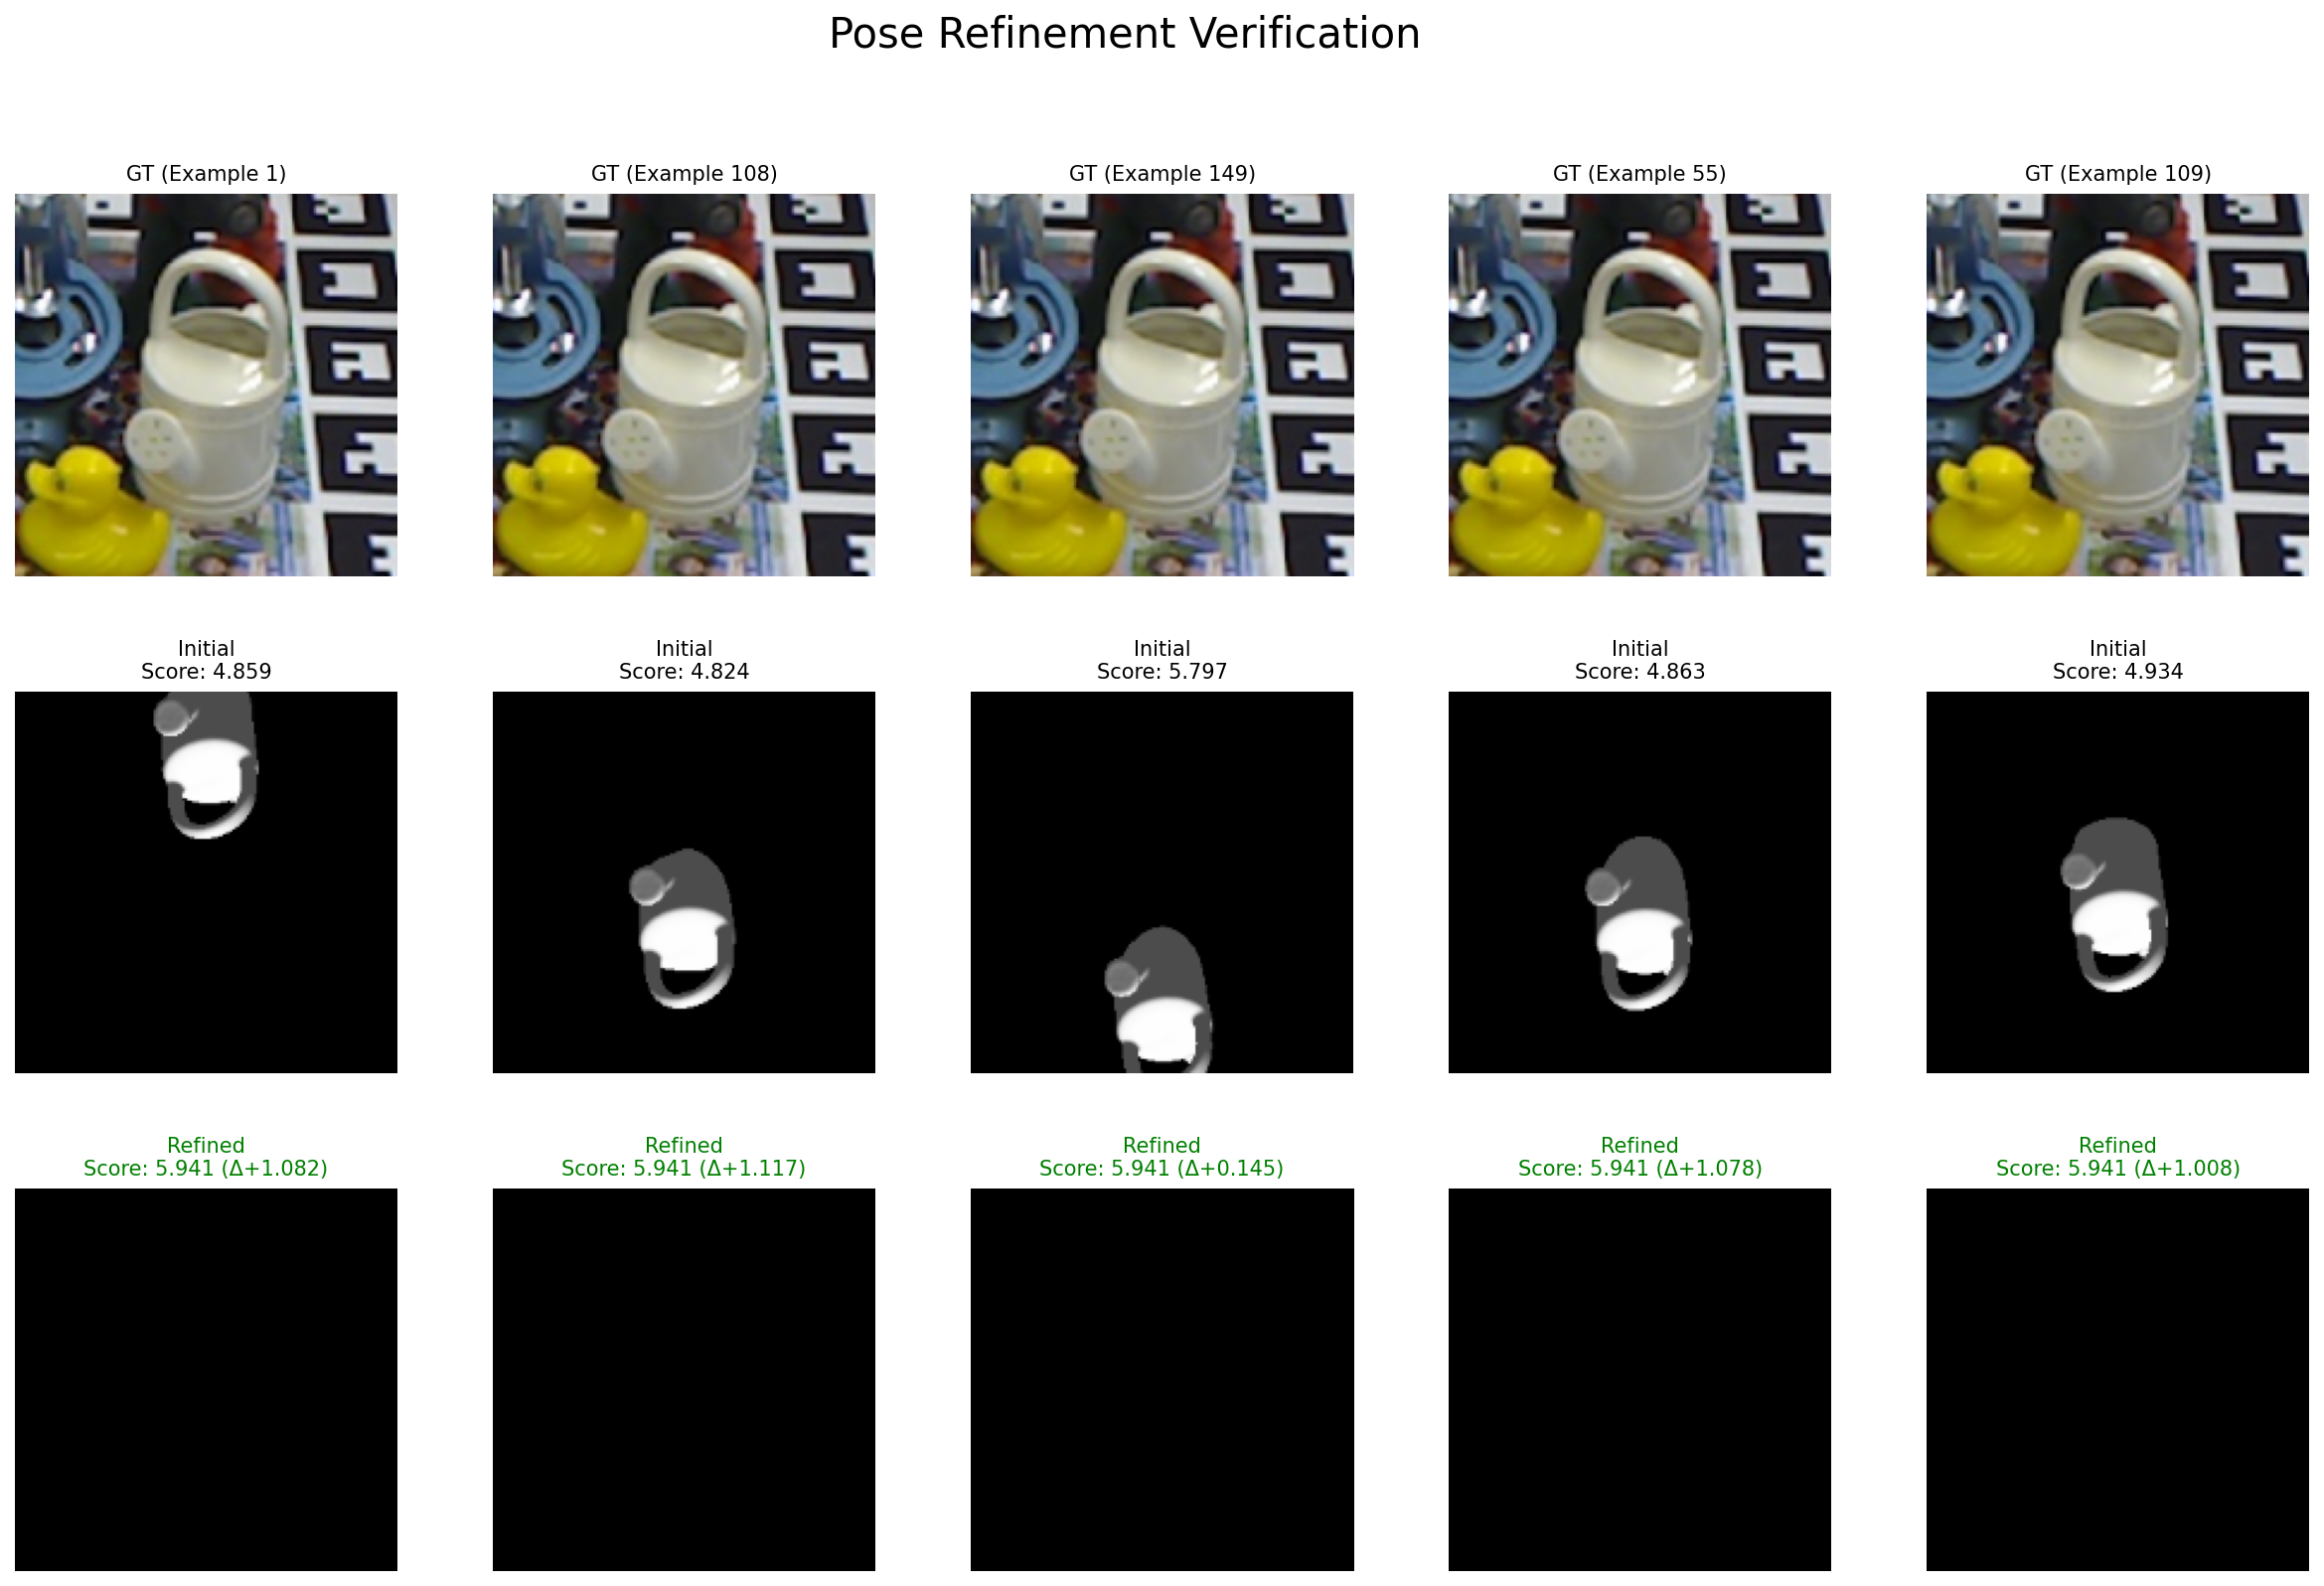 Pose Refinement Verification
GT (Example 1)
GT (Example 108)
GT (Example 149)
GT (Example 55)
GT (Example 109)
Initial
Score: 4.859
Initial
Score: 4.824
Initial
Score: 5.797
Initial
Score: 4.863
Initial
Score: 4.934
Refined
Score: 5.941 (Δ+1.082)
Refined
Score: 5.941 (Δ+1.117)
Refined
Score: 5.941 (Δ+0.145)
Refined
Score: 5.941 (Δ+1.078)
Refined
Score: 5.941 (Δ+1.008)